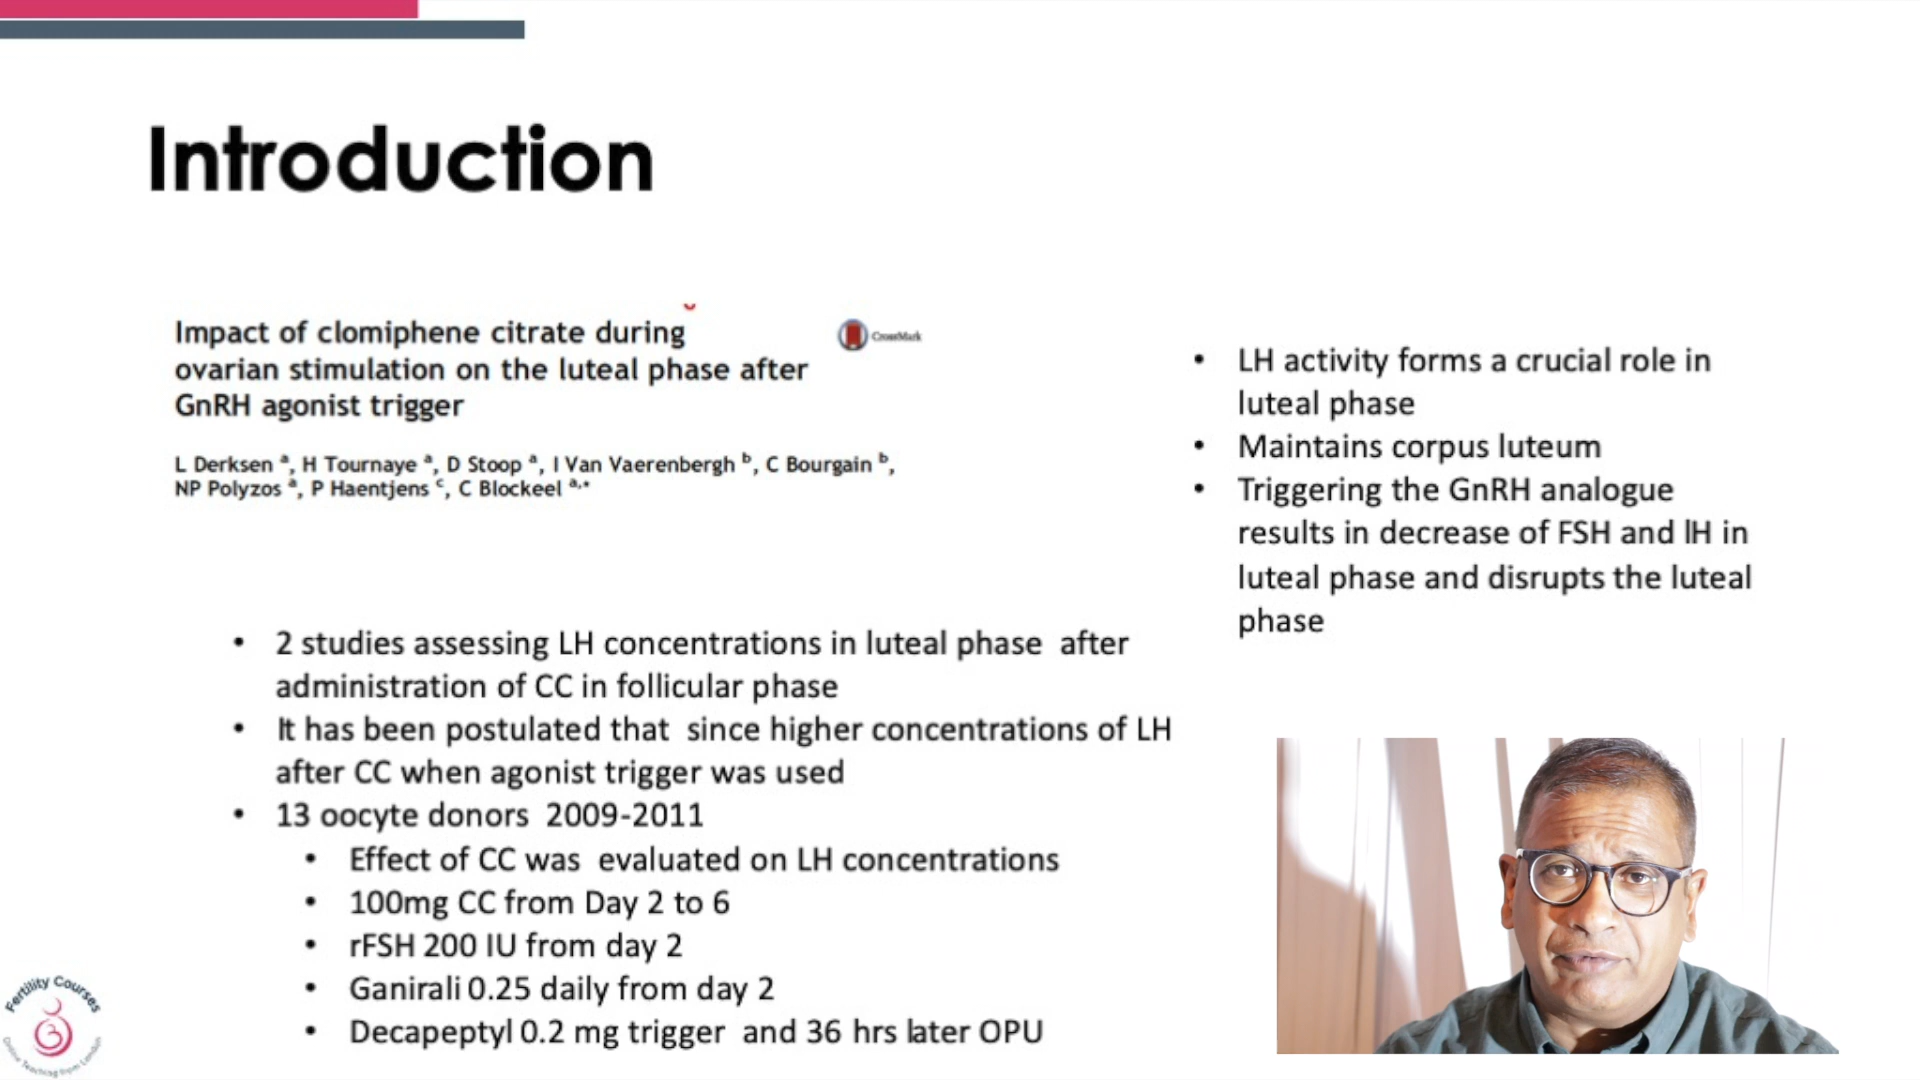 Introduction
Impact of clomiphene citrate during
ovarian stimulation on the luteal phase after
GnRH agonist trigger
CrossMark
L Derksen ª, H Tournaye ª, D Stoop ª, I Van Vaerenbergh ᵇ, C Bourgain ᵇ,
NP Polyzos ª, P Haentjens ᶜ, C Blockeel ª,*
• LH activity forms a crucial role in
luteal phase
• Maintains corpus luteum
• Triggering the GnRH analogue
results in decrease of FSH and lH in
luteal phase and disrupts the luteal
phase
• 2 studies assessing LH concentrations in luteal phase after
administration of CC in follicular phase
• It has been postulated that since higher concentrations of LH
after CC when agonist trigger was used
• 13 oocyte donors 2009-2011
• Effect of CC was evaluated on LH concentrations
• 100mg CC from Day 2 to 6
• rFSH 200 IU from day 2
• Ganirali 0.25 daily from day 2
• Decapeptyl 0.2 mg trigger and 36 hrs later OPU
Fertility Courses
Online Teaching from London